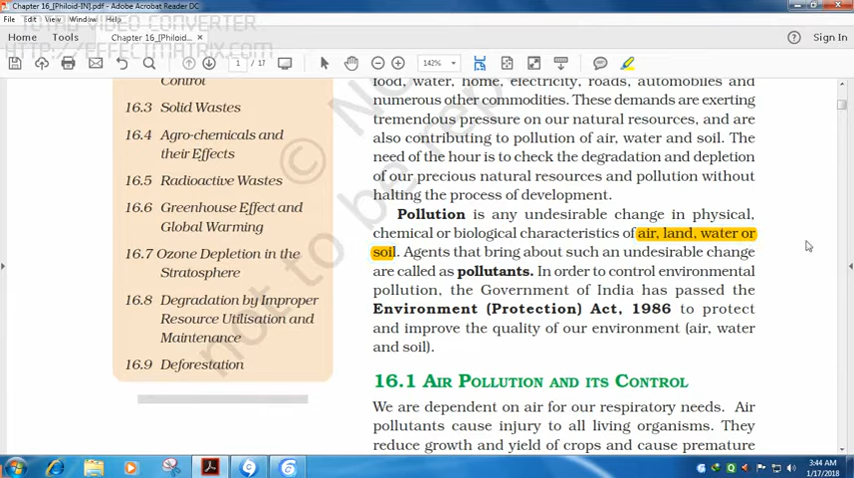 Chapter 16_[Philoid-IN].pdf - Adobe Acrobat Reader DC
File Edit View Window Help
TOTAL VIDEO CONVERTER
HTTP://EFFECTMATRIX.COM
Home Tools Chapter 16_[Philoid... × Sign In
1 / 17 142%
Control
16.3 Solid Wastes
16.4 Agro-chemicals and
their Effects
16.5 Radioactive Wastes
16.6 Greenhouse Effect and
Global Warming
16.7 Ozone Depletion in the
Stratosphere
16.8 Degradation by Improper
Resource Utilisation and
Maintenance
16.9 Deforestation
food, water, home, electricity, roads, automobiles and
numerous other commodities. These demands are exerting
tremendous pressure on our natural resources, and are
also contributing to pollution of air, water and soil. The
need of the hour is to check the degradation and depletion
of our precious natural resources and pollution without
halting the process of development.
Pollution is any undesirable change in physical,
chemical or biological characteristics of air, land, water or
soil. Agents that bring about such an undesirable change
are called as pollutants. In order to control environmental
pollution, the Government of India has passed the
Environment (Protection) Act, 1986 to protect
and improve the quality of our environment (air, water
and soil).
16.1 AIR POLLUTION AND ITS CONTROL
We are dependent on air for our respiratory needs. Air
pollutants cause injury to all living organisms. They
reduce growth and yield of crops and cause premature
©
not to be rep
3:44 AM
1/17/2018